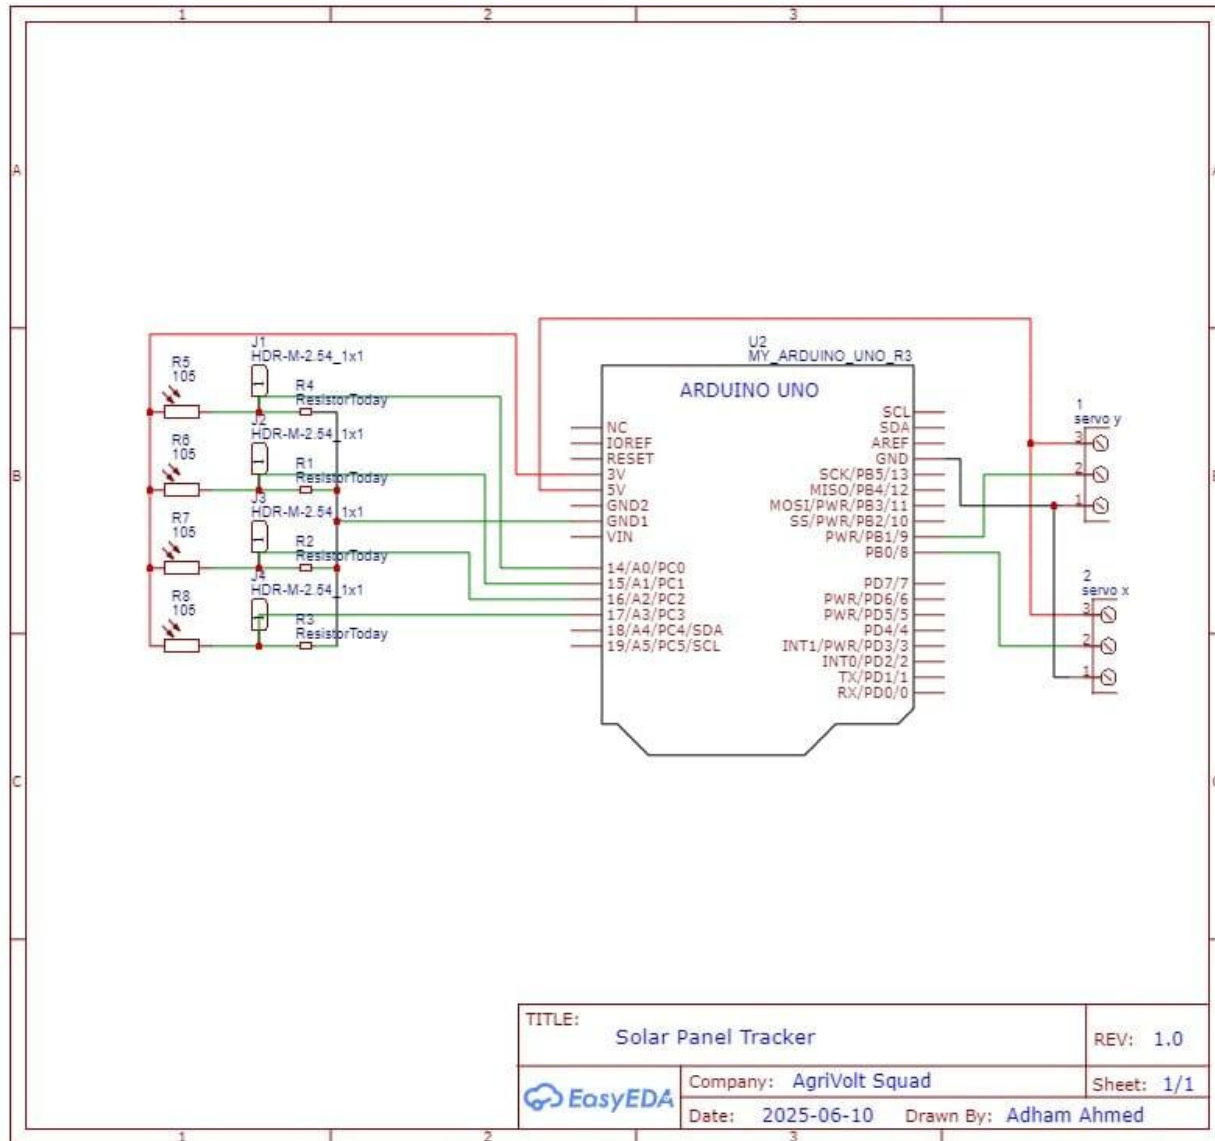 1 2 3
A
B
C
A
J1
HDR-M-2.54_1x1
1
R5
105
R4
ResistorToday
J2
HDR-M-2.54_1x1
1
R6
105
R1
ResistorToday
J3
HDR-M-2.54_1x1
1
R7
105
R2
ResistorToday
J4
HDR-M-2.54_1x1
1
R8
105
R3
ResistorToday
U2
MY_ARDUINO_UNO_R3
ARDUINO UNO
NC
IOREF
RESET
3V
5V
GND2
GND1
VIN
14/A0/PC0
15/A1/PC1
16/A2/PC2
17/A3/PC3
18/A4/PC4/SDA
19/A5/PC5/SCL
SCL
SDA
AREF
GND
SCK/PB5/13
MISO/PB4/12
MOSI/PWR/PB3/11
SS/PWR/PB2/10
PWR/PB1/9
PB0/8
PD7/7
PWR/PD6/6
PWR/PD5/5
PD4/4
INT1/PWR/PD3/3
INT0/PD2/2
TX/PD1/1
RX/PD0/0
1
servo y
3
2
1
2
servo x
3
2
1
TITLE:
Solar Panel Tracker
REV: 1.0
EasyEDA
Company: AgriVolt Squad
Sheet: 1/1
Date: 2025-06-10 Drawn By: Adham Ahmed
1 2 3